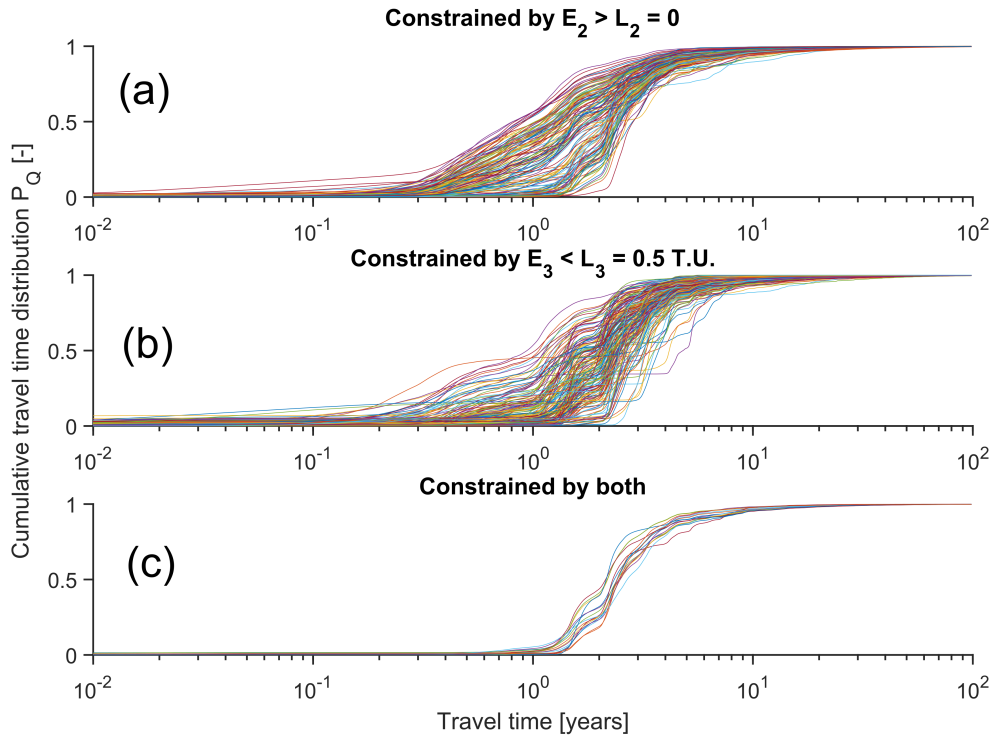 Constrained by E₂ > L₂ = 0
(a)
1
0.5
0
10⁻² 10⁻¹ 10⁰ 10¹ 10²
Constrained by E₃ < L₃ = 0.5 T.U.
(b)
1
0.5
0
10⁻² 10⁻¹ 10⁰ 10¹ 10²
Constrained by both
(c)
1
0.5
0
10⁻² 10⁻¹ 10⁰ 10¹ 10²
Travel time [years]
Cumulative travel time distribution P_Q [-]